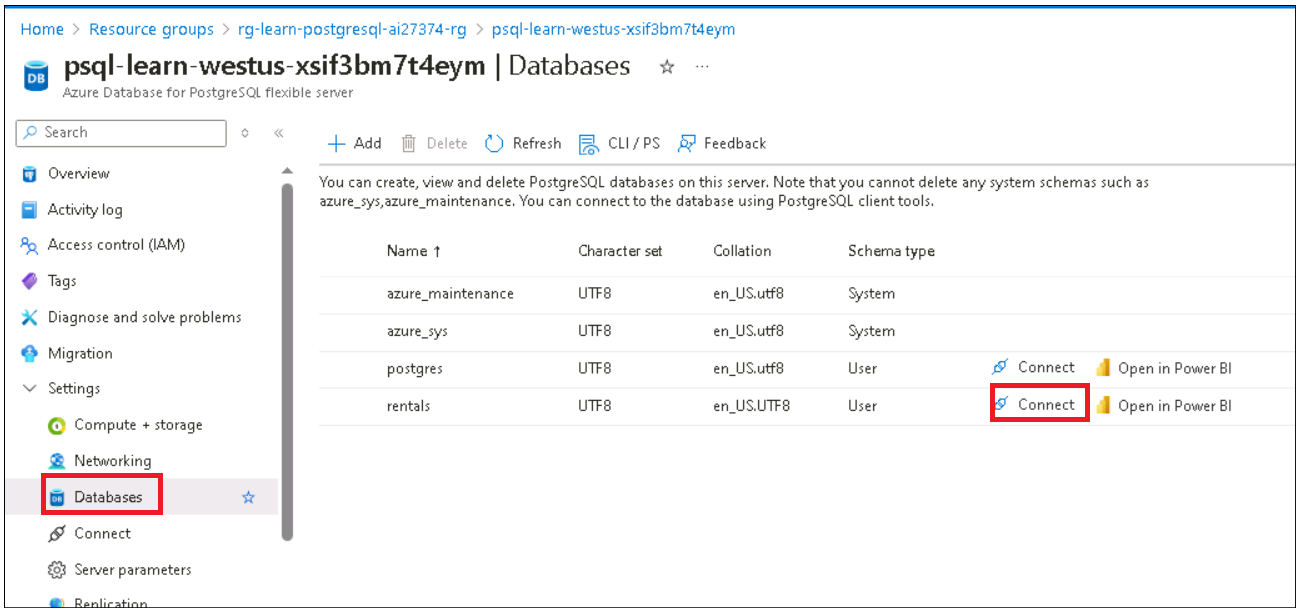 Home > Resource groups > rg-learn-postgresql-ai27374-rg > psql-learn-westus-xsif3bm7t4eym
DB psql-learn-westus-xsif3bm7t4eym | Databases ☆ ...
Azure Database for PostgreSQL flexible server
Search
Overview
Activity log
Access control (IAM)
Tags
Diagnose and solve problems
Migration
Settings
Compute + storage
Networking
DB Databases
Connect
Server parameters
Replication
+ Add Delete Refresh CLI / PS Feedback
You can create, view and delete PostgreSQL databases on this server. Note that you cannot delete any system schemas such as
azure_sys,azure_maintenance. You can connect to the database using PostgreSQL client tools.
Name ↑ Character set Collation Schema type
azure_maintenance UTF8 en_US.utf8 System
azure_sys UTF8 en_US.utf8 System
postgres UTF8 en_US.utf8 User Connect Open in Power BI
rentals UTF8 en_US.UTF8 User Connect Open in Power BI